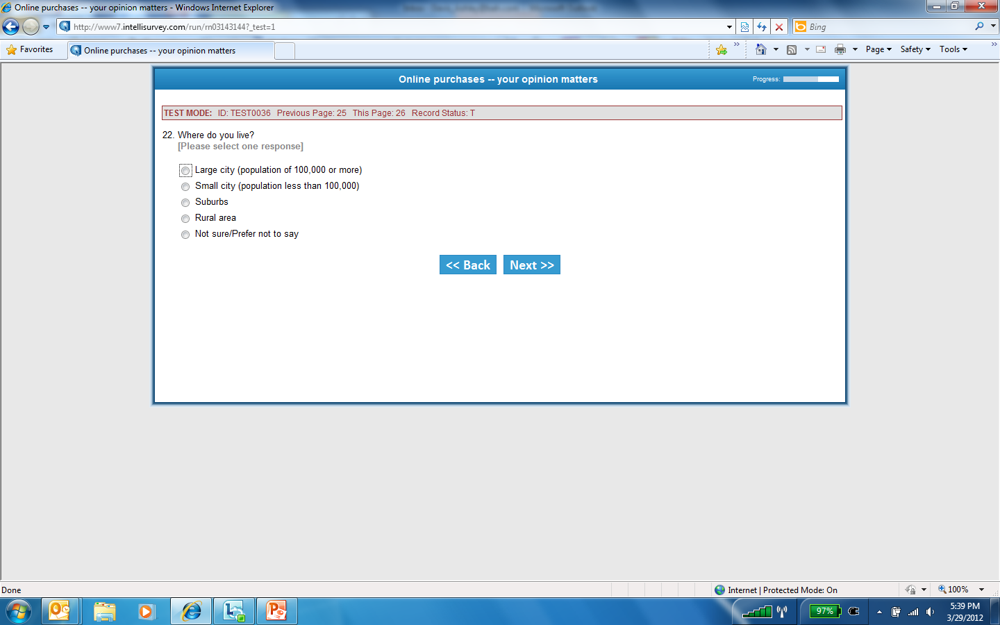 Online purchases -- your opinion matters - Windows Internet Explorer
http://www7.intellisurvey.com/run/rn03143144?_test=1
Bing
Favorites
Online purchases -- your opinion matters
Page
Safety
Tools
Online purchases -- your opinion matters
Progress:
TEST MODE: ID: TEST0036 Previous Page: 25 This Page: 26 Record Status: T
22. Where do you live?
[Please select one response]
Large city (population of 100,000 or more)
Small city (population less than 100,000)
Suburbs
Rural area
Not sure/Prefer not to say
<< Back
Next >>
Done
Internet | Protected Mode: On
100%
97%
5:39 PM
3/29/2012